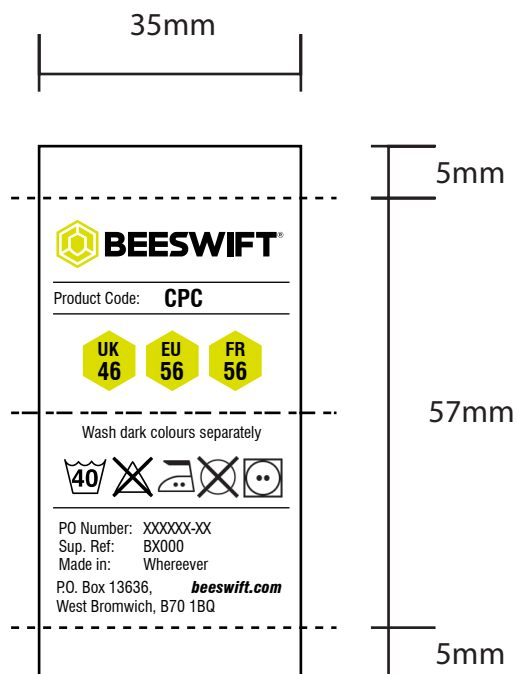 35mm
5mm
BEESWIFT®
Product Code: CPC
UK EU FR
46 56 56
57mm
Wash dark colours separately
40
PO Number: XXXXXX-XX
Sup. Ref: BX000
Made in: Whereever
P.O. Box 13636, beeswift.com
West Bromwich, B70 1BQ
5mm